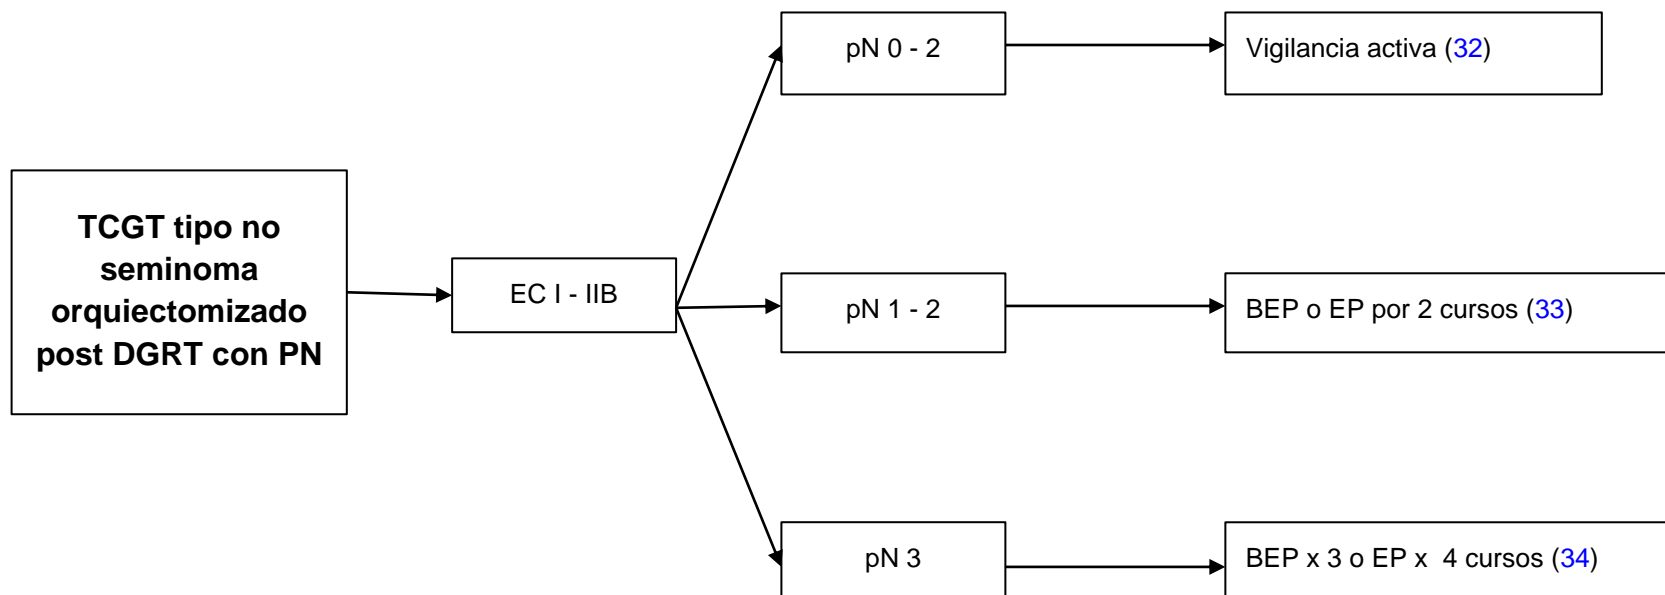 TCGT tipo no
seminoma
orquiectomizado
post DGRT con PN
EC I - IIB
pN 0 - 2
Vigilancia activa (32)
pN 1 - 2
BEP o EP por 2 cursos (33)
pN 3
BEP x 3 o EP x 4 cursos (34)